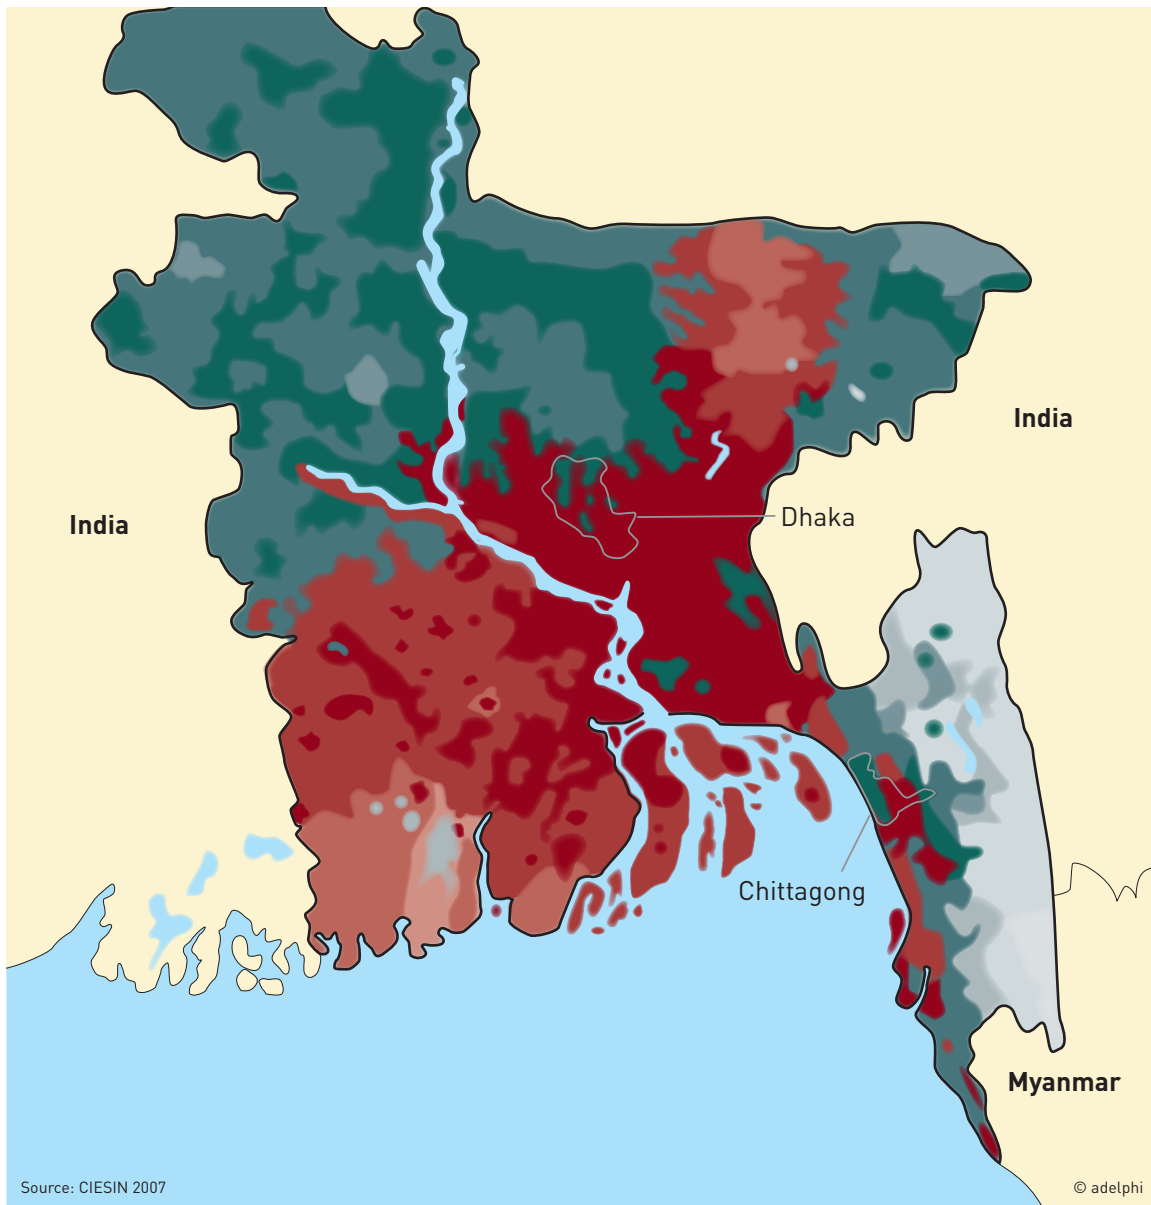 India
India
Dhaka
Chittagong
Myanmar
Source: CIESIN 2007
© adelphi